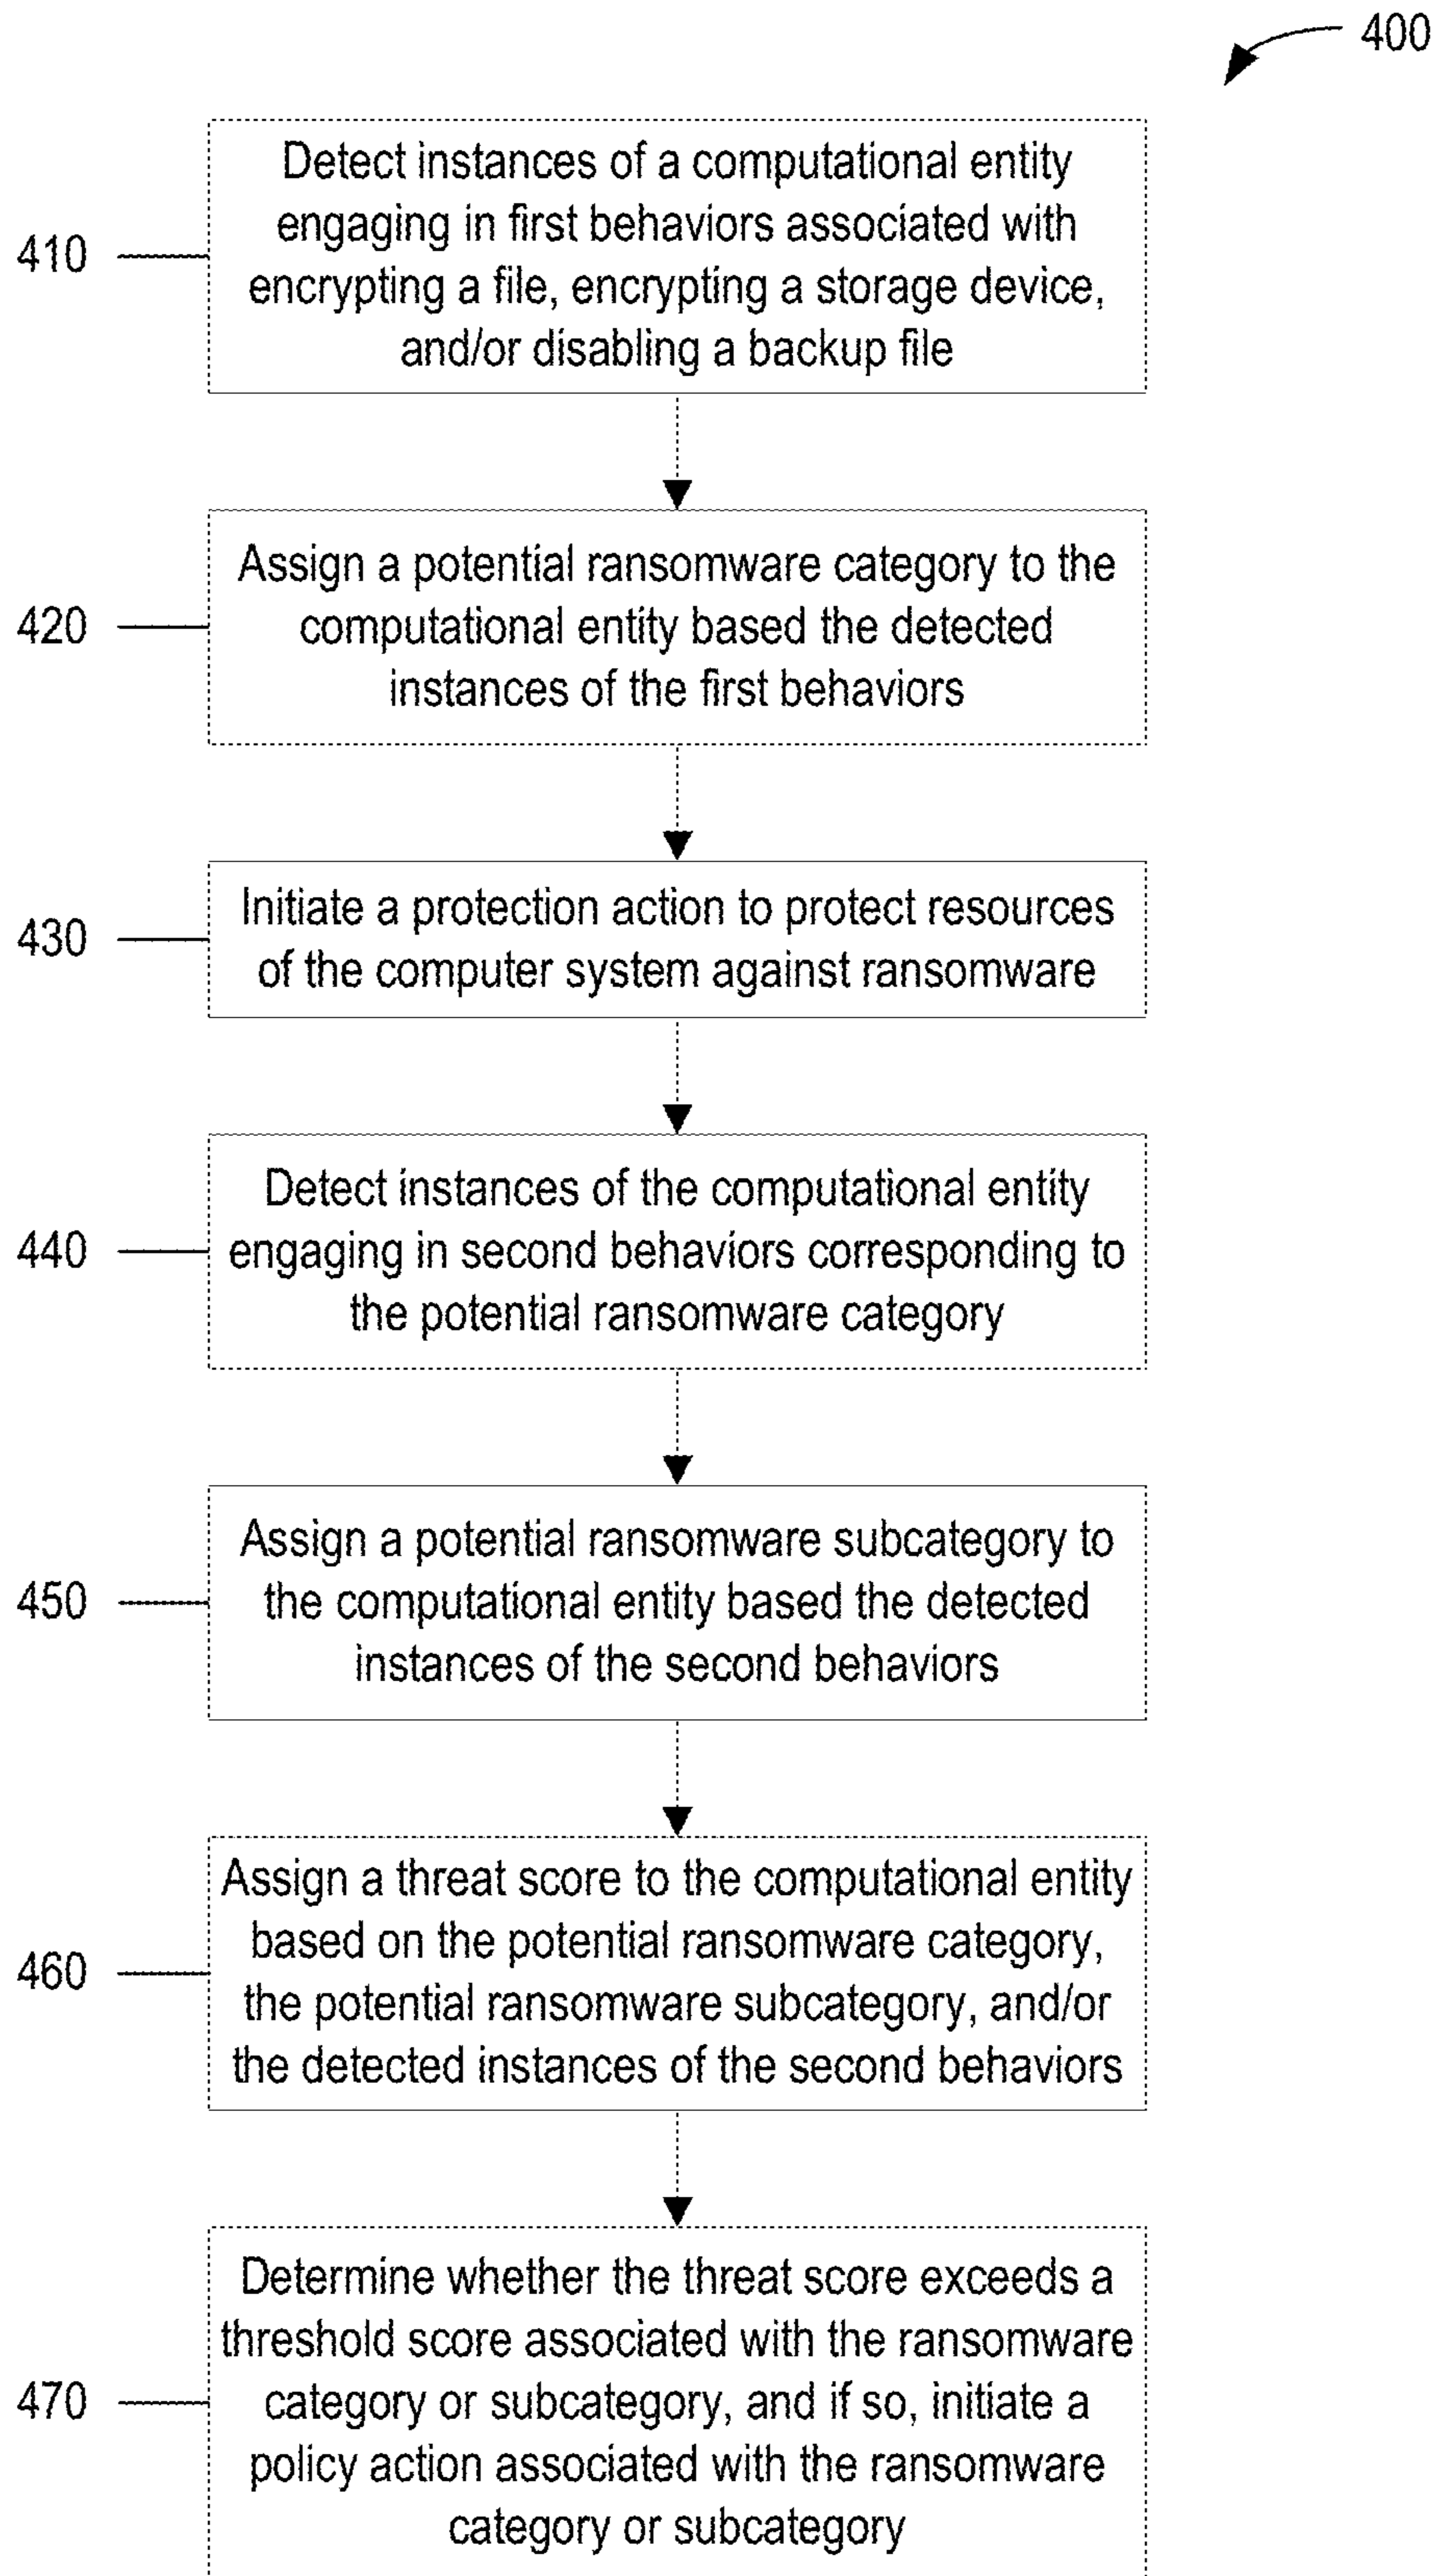 400
410
Detect instances of a computational entity
engaging in first behaviors associated with
encrypting a file, encrypting a storage device,
and/or disabling a backup file
420
Assign a potential ransomware category to the
computational entity based the detected
instances of the first behaviors
430
Initiate a protection action to protect resources
of the computer system against ransomware
440
Detect instances of the computational entity
engaging in second behaviors corresponding to
the potential ransomware category
450
Assign a potential ransomware subcategory to
the computational entity based the detected
instances of the second behaviors
460
Assign a threat score to the computational entity
based on the potential ransomware category,
the potential ransomware subcategory, and/or
the detected instances of the second behaviors
470
Determine whether the threat score exceeds a
threshold score associated with the ransomware
category or subcategory, and if so, initiate a
policy action associated with the ransomware
category or subcategory